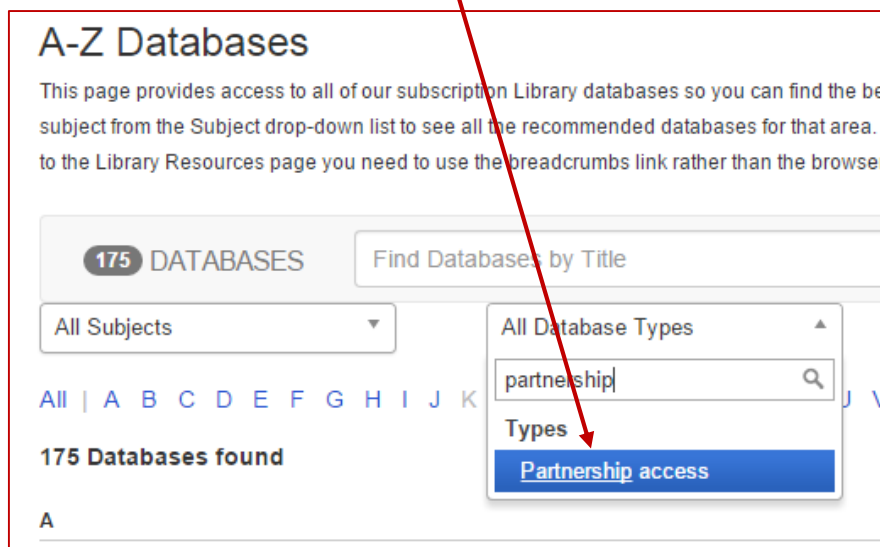 A-Z Databases
This page provides access to all of our subscription Library databases so you can find the be
subject from the Subject drop-down list to see all the recommended databases for that area.
to the Library Resources page you need to use the breadcrumbs link rather than the browse
175 DATABASES Find Databases by Title
All Subjects All Database Types
partnership
All | A B C D E F G H I J K J V
Types
175 Databases found
Partnership access
A